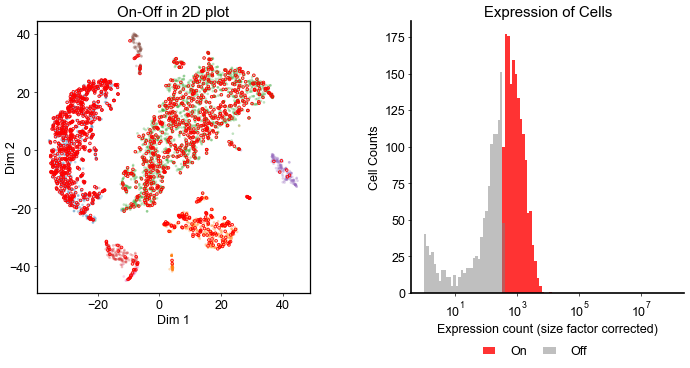 On-Off in 2D plot
40
20
0
−20
−40
Dim 2
−20
0
20
40
Dim 1
Expression of Cells
175
150
125
100
75
50
25
0
Cell Counts
10^1
10^3
10^5
10^7
Expression count (size factor corrected)
On
Off